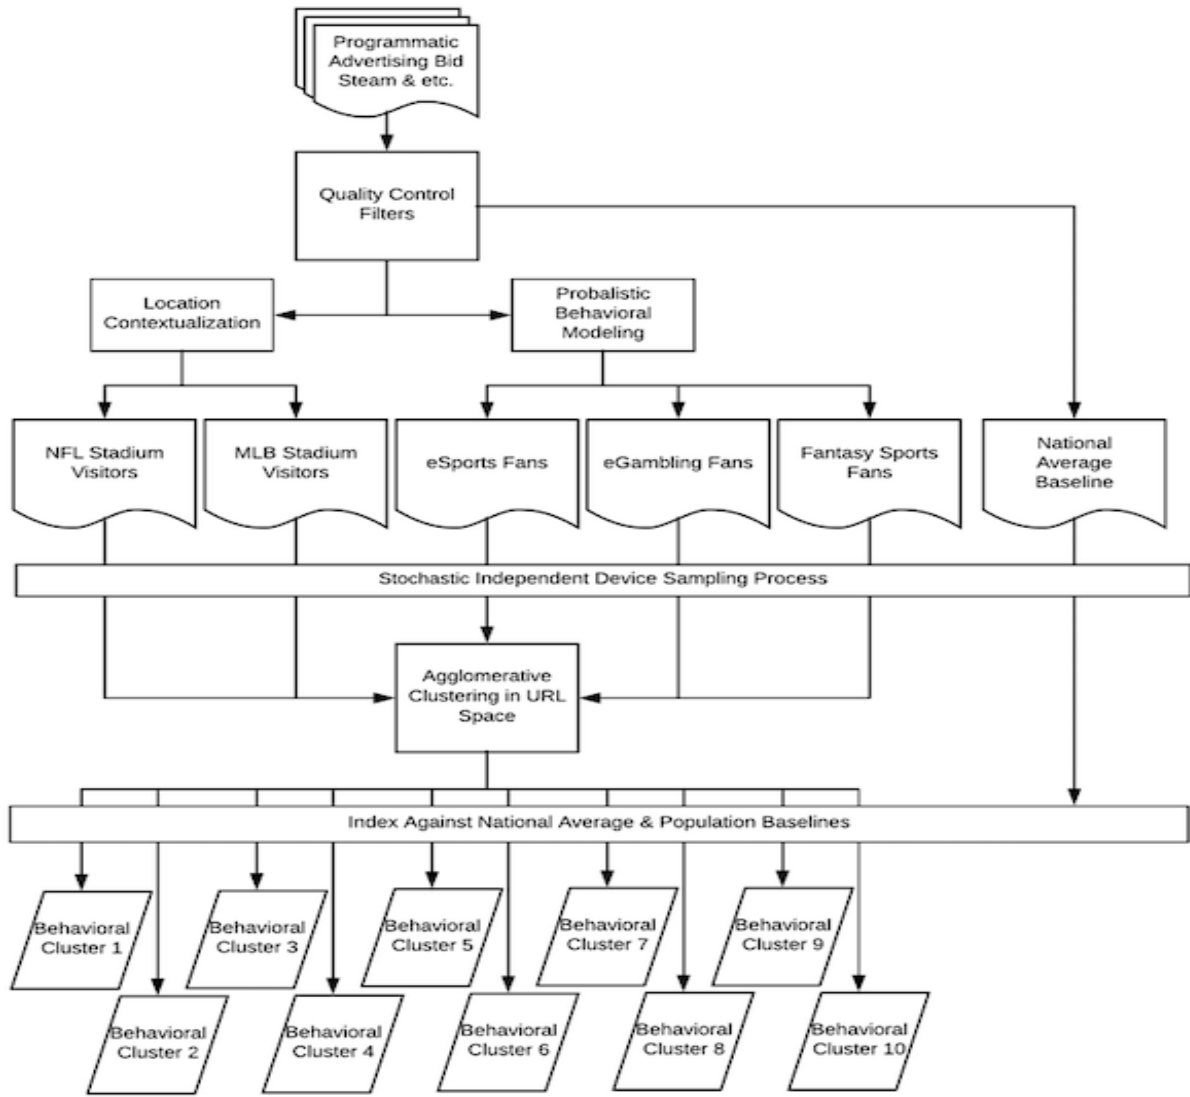 Programmatic
Advertising Bid
Steam & etc.
Quality Control
Filters
Location
Contextualization
Probalistic
Behavioral
Modeling
NFL Stadium
Visitors
MLB Stadium
Visitors
eSports Fans
eGambling Fans
Fantasy Sports
Fans
National
Average
Baseline
Stochastic Independent Device Sampling Process
Agglomerative
Clustering in URL
Space
Index Against National Average & Population Baselines
Behavioral
Cluster 1
Behavioral
Cluster 3
Behavioral
Cluster 5
Behavioral
Cluster 7
Behavioral
Cluster 9
Behavioral
Cluster 2
Behavioral
Cluster 4
Behavioral
Cluster 6
Behavioral
Cluster 8
Behavioral
Cluster 10